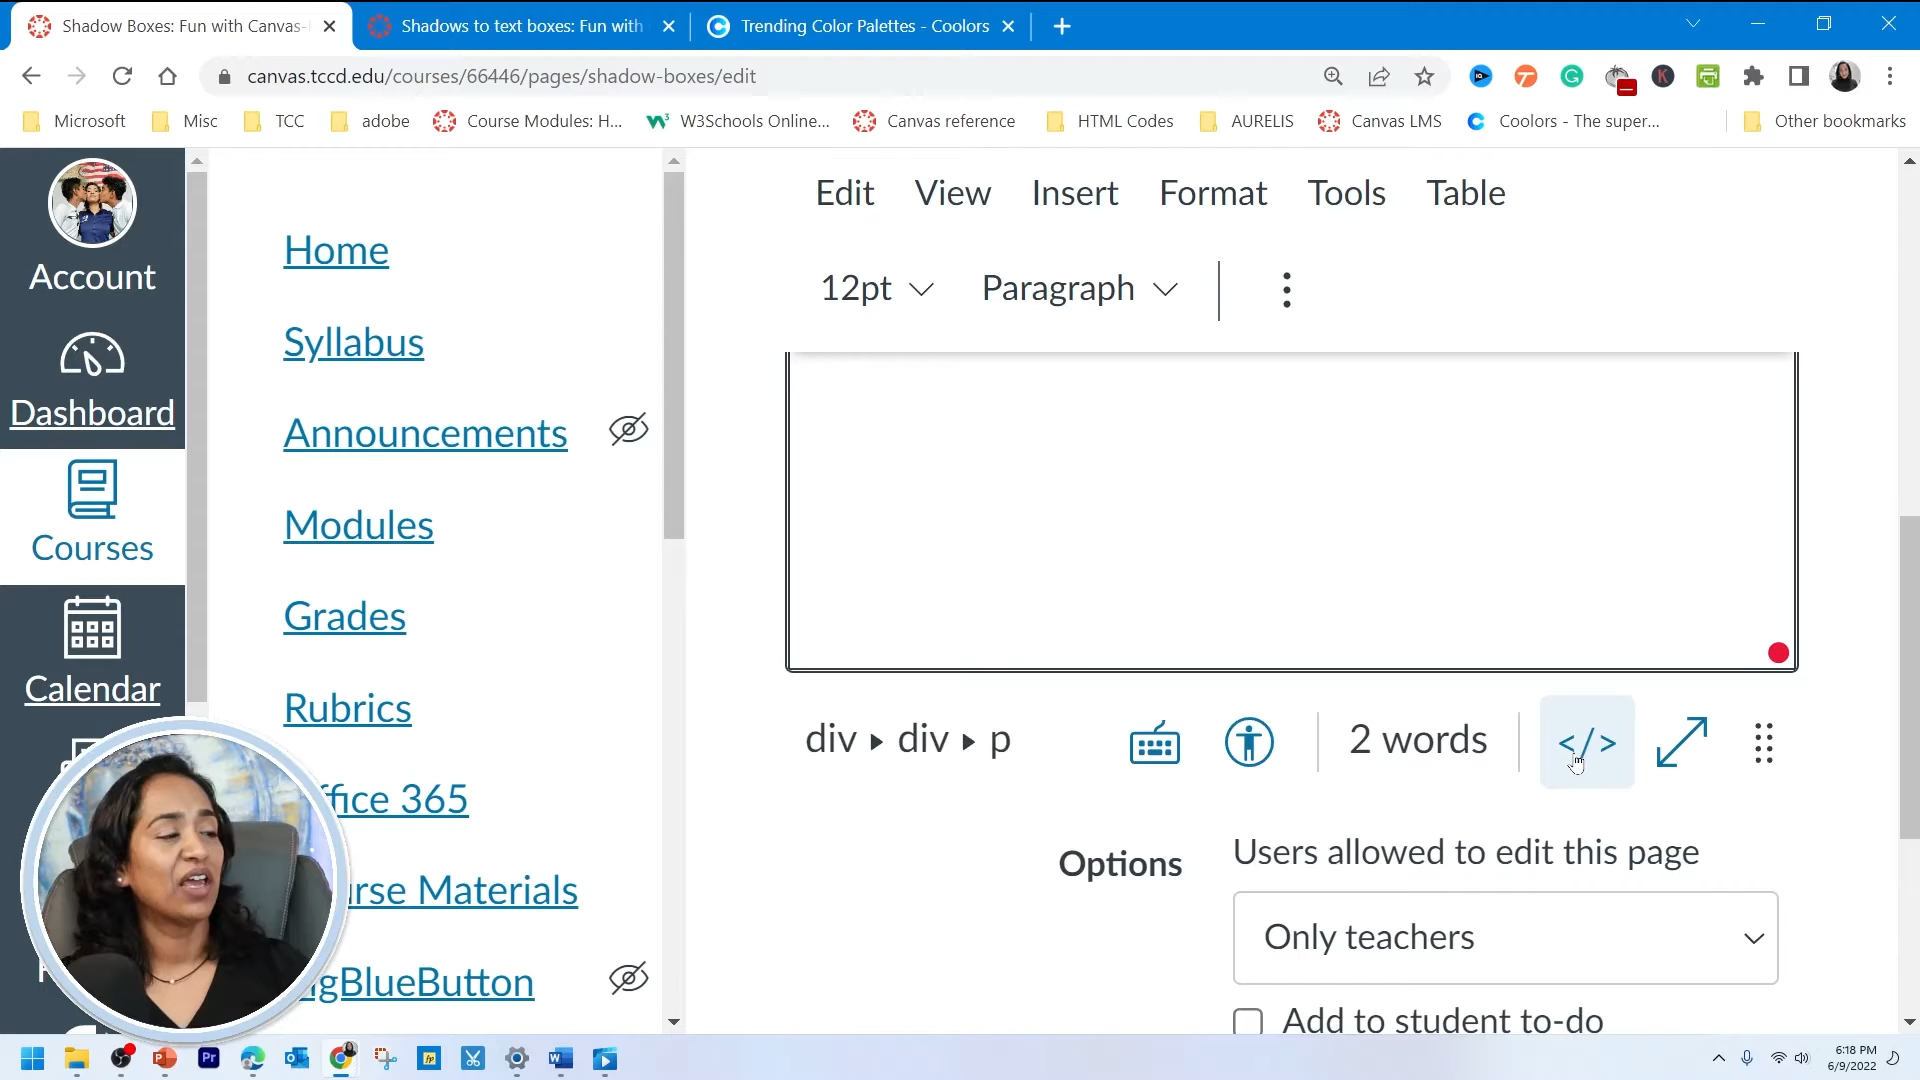 Shadow Boxes: Fun with Canvas-
Shadows to text boxes: Fun with
Trending Color Palettes - Coolors
canvas.tccd.edu/courses/66446/pages/shadow-boxes/edit
Microsoft
Misc
TCC
adobe
Course Modules: H...
W3Schools Online...
Canvas reference
HTML Codes
AURELIS
Canvas LMS
Coolors - The super...
Other bookmarks
Account
Dashboard
Courses
Calendar
Home
Syllabus
Announcements
Modules
Grades
Rubrics
ffice 365
rse Materials
gBlueButton
Edit View Insert Format Tools Table
12pt Paragraph
div ▸ div ▸ p
2 words
</>
Options
Users allowed to edit this page
Only teachers
Add to student to-do
6:18 PM
6/9/2022